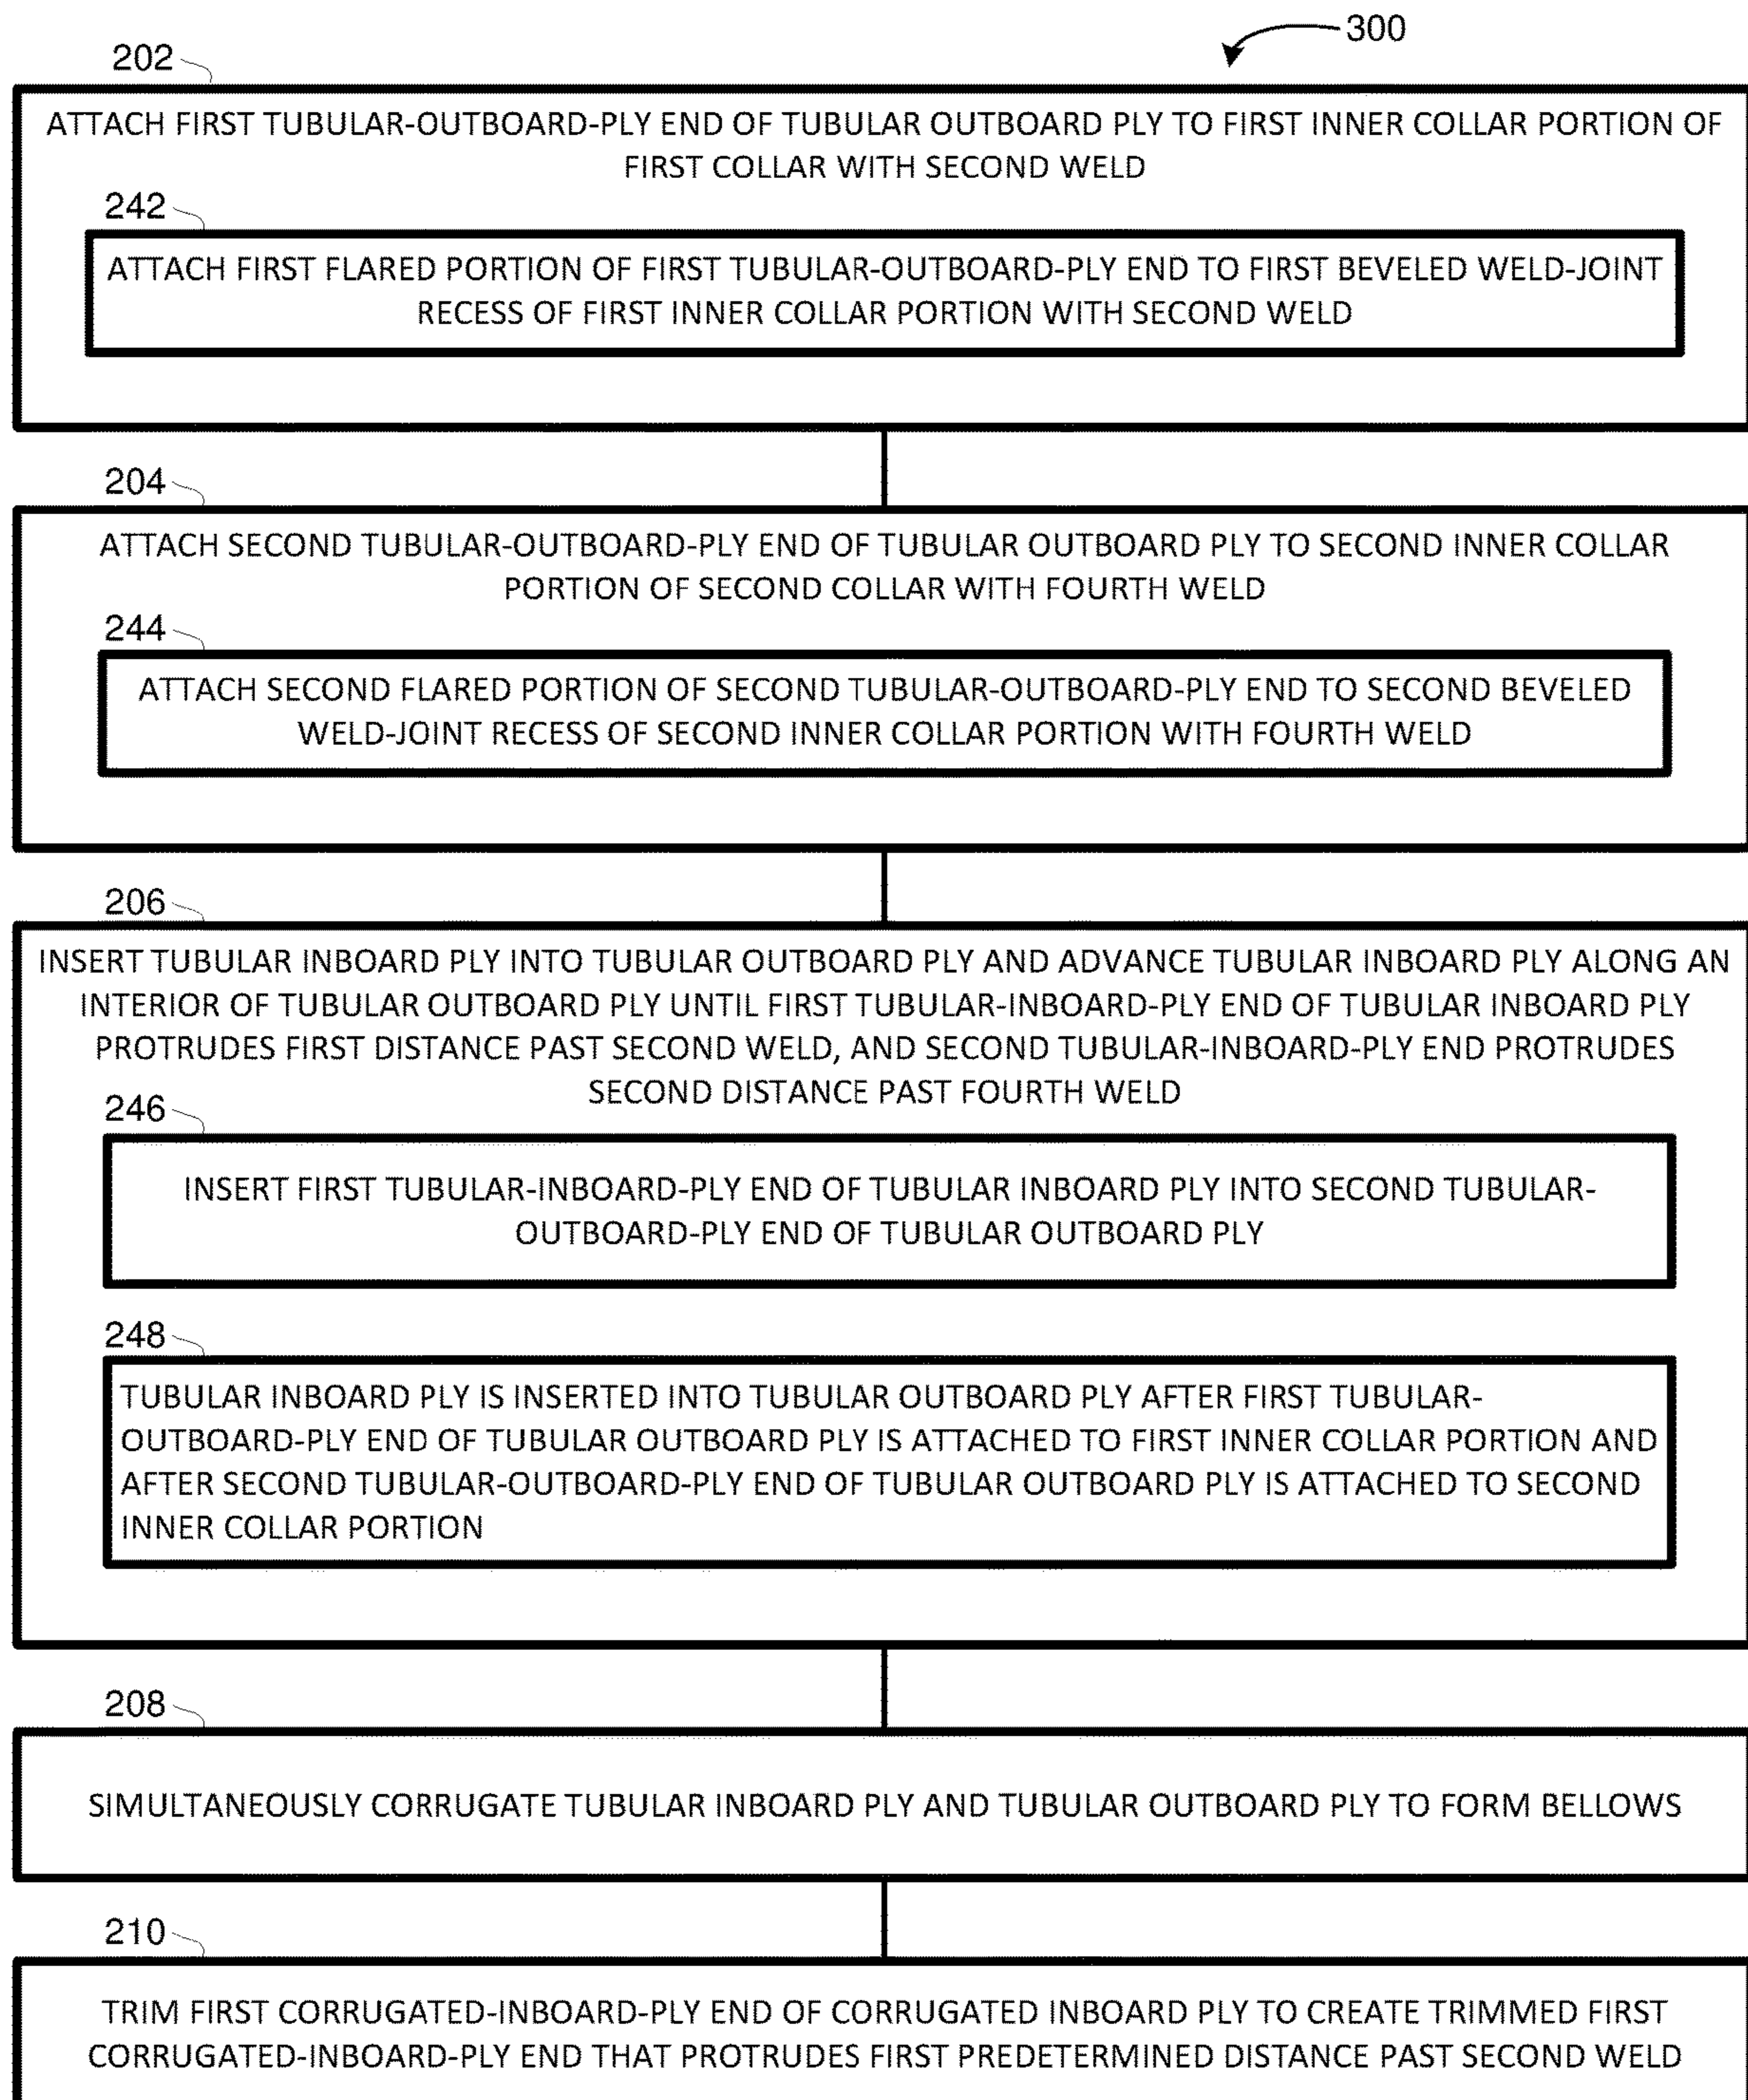 300
202
ATTACH FIRST TUBULAR-OUTBOARD-PLY END OF TUBULAR OUTBOARD PLY TO FIRST INNER COLLAR PORTION OF
FIRST COLLAR WITH SECOND WELD
242
ATTACH FIRST FLARED PORTION OF FIRST TUBULAR-OUTBOARD-PLY END TO FIRST BEVELED WELD-JOINT
RECESS OF FIRST INNER COLLAR PORTION WITH SECOND WELD
204
ATTACH SECOND TUBULAR-OUTBOARD-PLY END OF TUBULAR OUTBOARD PLY TO SECOND INNER COLLAR
PORTION OF SECOND COLLAR WITH FOURTH WELD
244
ATTACH SECOND FLARED PORTION OF SECOND TUBULAR-OUTBOARD-PLY END TO SECOND BEVELED
WELD-JOINT RECESS OF SECOND INNER COLLAR PORTION WITH FOURTH WELD
206
INSERT TUBULAR INBOARD PLY INTO TUBULAR OUTBOARD PLY AND ADVANCE TUBULAR INBOARD PLY ALONG AN
INTERIOR OF TUBULAR OUTBOARD PLY UNTIL FIRST TUBULAR-INBOARD-PLY END OF TUBULAR INBOARD PLY
PROTRUDES FIRST DISTANCE PAST SECOND WELD, AND SECOND TUBULAR-INBOARD-PLY END PROTRUDES
SECOND DISTANCE PAST FOURTH WELD
246
INSERT FIRST TUBULAR-INBOARD-PLY END OF TUBULAR INBOARD PLY INTO SECOND TUBULAR-
OUTBOARD-PLY END OF TUBULAR OUTBOARD PLY
248
TUBULAR INBOARD PLY IS INSERTED INTO TUBULAR OUTBOARD PLY AFTER FIRST TUBULAR-
OUTBOARD-PLY END OF TUBULAR OUTBOARD PLY IS ATTACHED TO FIRST INNER COLLAR PORTION AND
AFTER SECOND TUBULAR-OUTBOARD-PLY END OF TUBULAR OUTBOARD PLY IS ATTACHED TO SECOND
INNER COLLAR PORTION
208
SIMULTANEOUSLY CORRUGATE TUBULAR INBOARD PLY AND TUBULAR OUTBOARD PLY TO FORM BELLOWS
210
TRIM FIRST CORRUGATED-INBOARD-PLY END OF CORRUGATED INBOARD PLY TO CREATE TRIMMED FIRST
CORRUGATED-INBOARD-PLY END THAT PROTRUDES FIRST PREDETERMINED DISTANCE PAST SECOND WELD